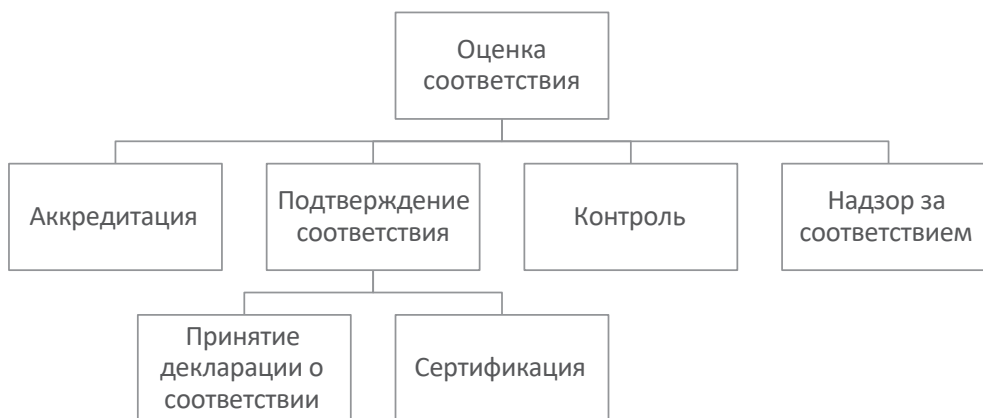 Оценка
соответствия
Аккредитация
Подтверждение
соответствия
Контроль
Надзор за
соответствием
Принятие
декларации о
соответствии
Сертификация